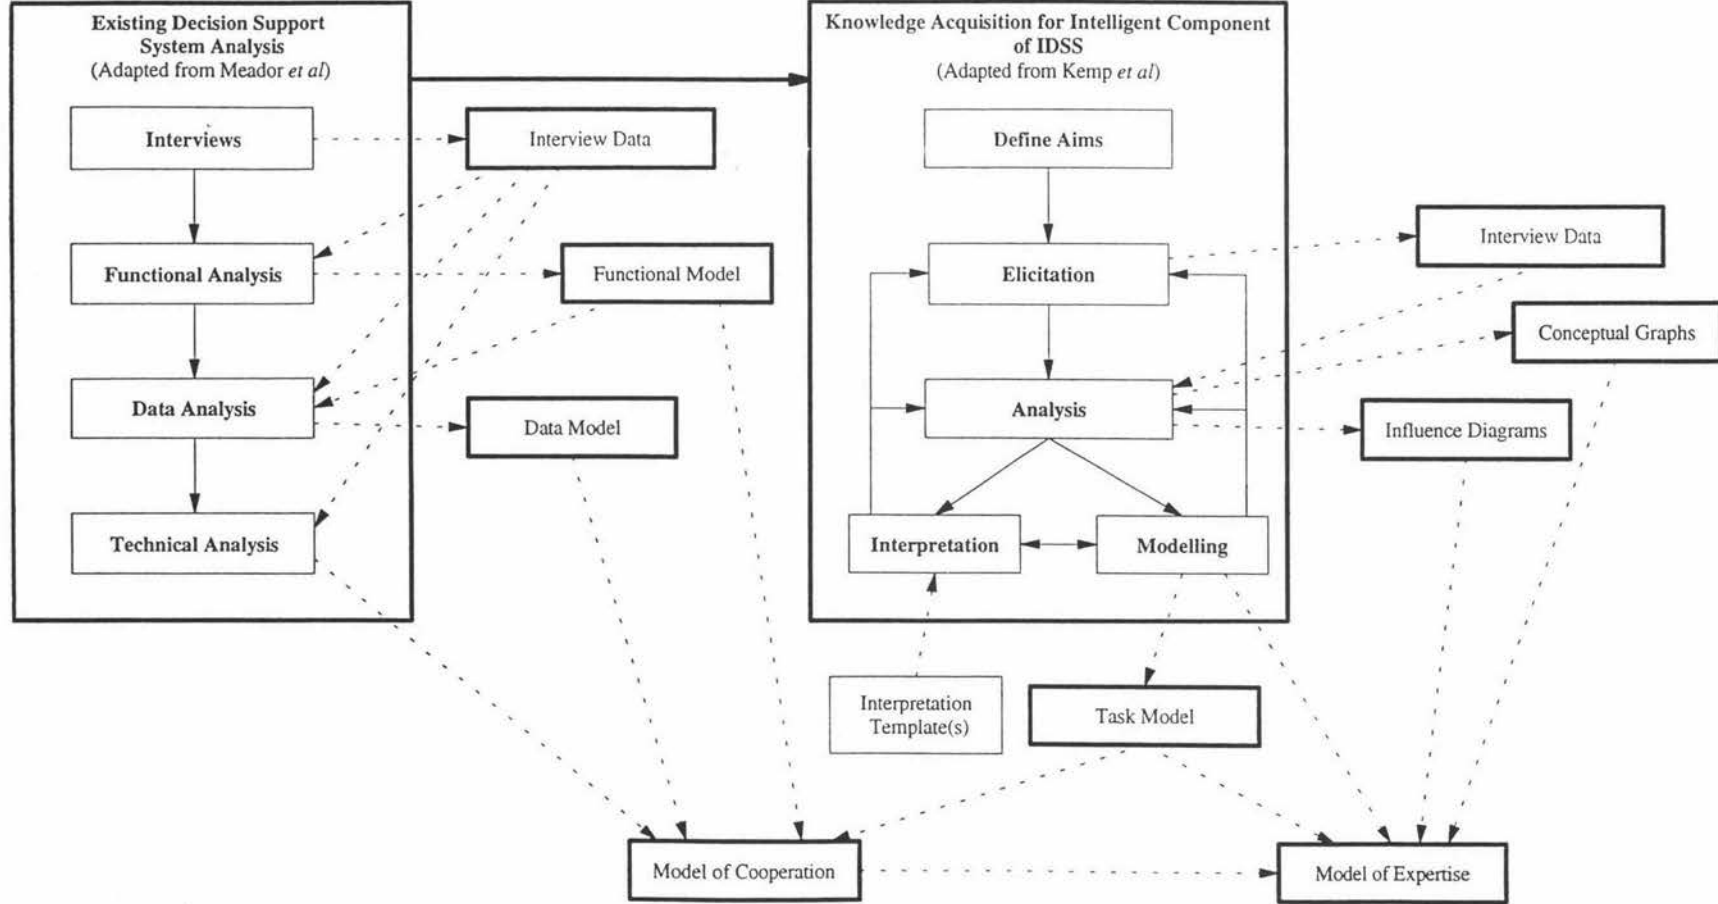 Existing Decision Support
System Analysis
(Adapted from Meador et al)
Interviews
Functional Analysis
Data Analysis
Technical Analysis
Interview Data
Functional Model
Data Model
Knowledge Acquisition for Intelligent Component
of IDSS
(Adapted from Kemp et al)
Define Aims
Elicitation
Analysis
Interpretation
Modelling
Interview Data
Conceptual Graphs
Influence Diagrams
Interpretation
Template(s)
Task Model
Model of Cooperation
Model of Expertise